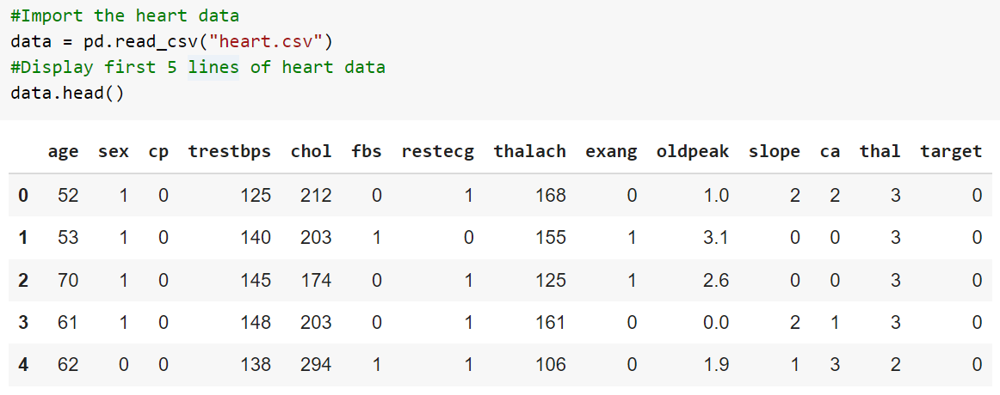 #Import the heart data
data = pd.read_csv("heart.csv")
#Display first 5 lines of heart data
data.head()
age sex cp trestbps chol fbs restecg thalach exang oldpeak slope ca thal target
0 52 1 0 125 212 0 1 168 0 1.0 2 2 3 0
1 53 1 0 140 203 1 0 155 1 3.1 0 0 3 0
2 70 1 0 145 174 0 1 125 1 2.6 0 0 3 0
3 61 1 0 148 203 0 1 161 0 0.0 2 1 3 0
4 62 0 0 138 294 1 1 106 0 1.9 1 3 2 0